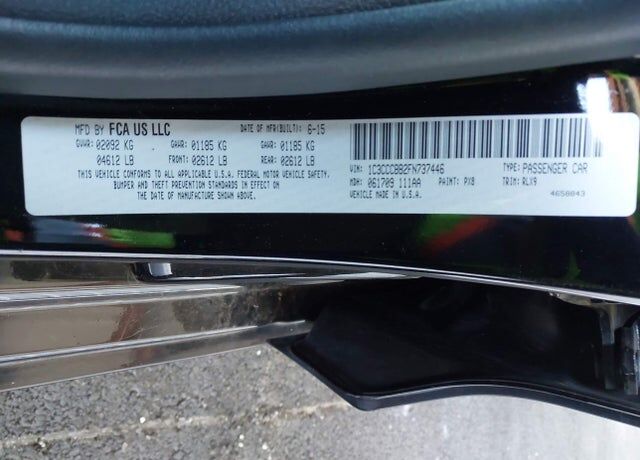 MFD BY FCA US LLC DATE OF MFR(BUILT): 6-15
GVWR: 02092 KG GAWR: 01185 KG GAWR: 01185 KG
04612 LB FRONT: 02612 LB REAR: 02612 LB
THIS VEHICLE CONFORMS TO ALL APPLICABLE U.S.A. FEDERAL MOTOR VEHICLE SAFETY,
BUMPER AND THEFT PREVENTION STANDARDS IN EFFECT ON
THE DATE OF MANUFACTURE SHOWN ABOVE.
VIN: 1C3CCCBB2FN737446 TYPE: PASSENGER CAR
MDH: 061709 111AA PAINT: PX8 TRIM: RLX9
VEHICLE MADE IN U.S.A. 4658043